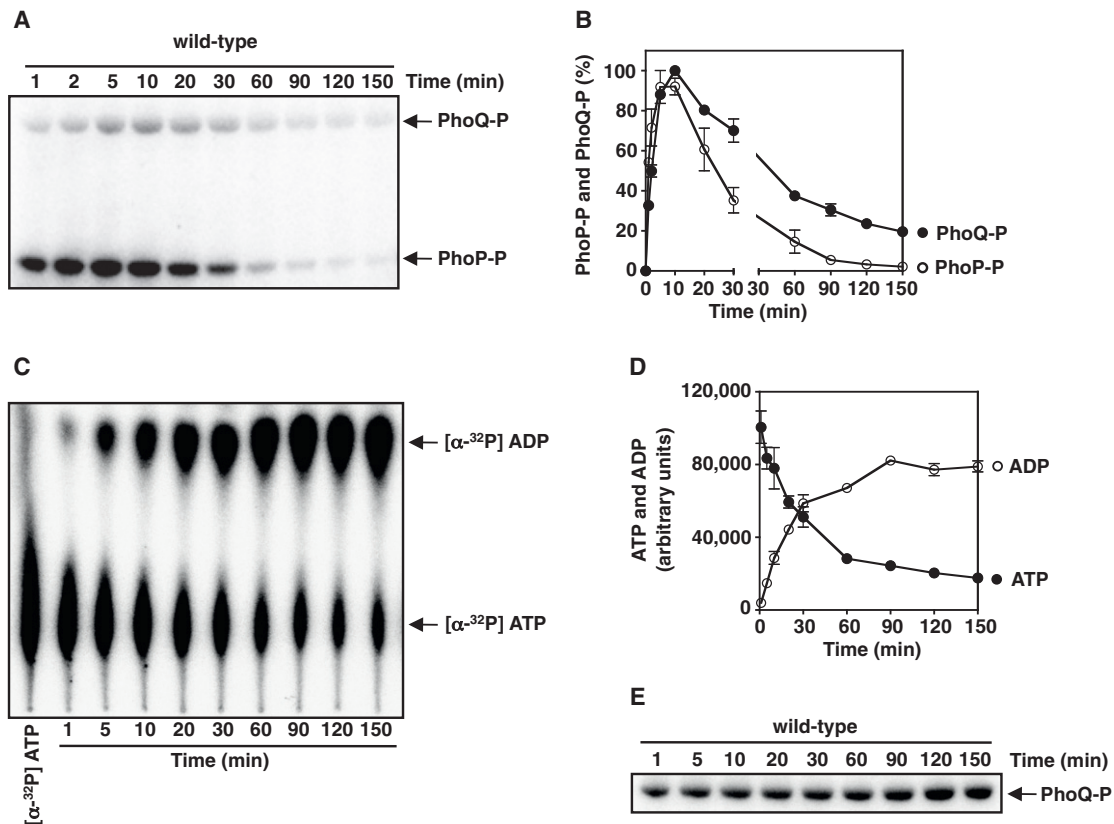 A
wild-type
1 2 5 10 20 30 60 90 120 150 Time (min)
PhoQ-P
PhoP-P
B
PhoP-P and PhoQ-P (%)
100
80
60
40
20
0
0 10 20 30 30 60 90 120 150
Time (min)
PhoQ-P
PhoP-P
C
[α-³²P] ADP
[α-³²P] ATP
[α-³²P] ATP
1 5 10 20 30 60 90 120 150
Time (min)
D
ATP and ADP
(arbitrary units)
120,000
80,000
40,000
0
0 30 60 90 120 150
Time (min)
ADP
ATP
E
wild-type
1 5 10 20 30 60 90 120 150 Time (min)
PhoQ-P